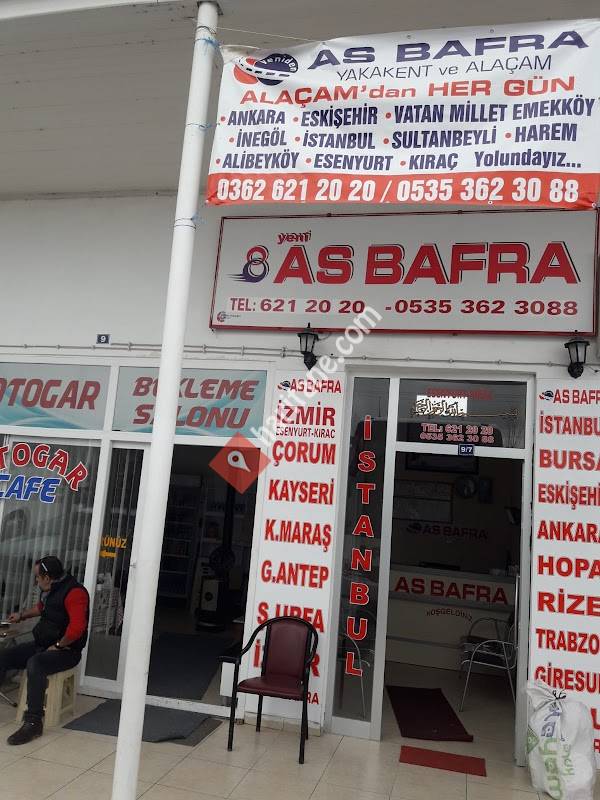 yeniden
AS BAFRA
YAKAKENT ve ALAÇAM
ALAÇAM'dan HER GÜN
• ANKARA • ESKİŞEHİR • VATAN MİLLET EMEKKÖY
• İNEGÖL • İSTANBUL • SULTANBEYLİ • HAREM
• ALİBEYKÖY • ESENYURT • KIRAÇ Yolundayız...
0362 621 20 20 / 0535 362 30 88
yeni
AS BAFRA
TEL: 621 20 20 - 0535 362 3088
9
OTOGAR
BEKLEME
SALONU
OTOGAR
CAFE
AS BAFRA
İZMİR
ESENYURT-KIRAÇ
ÇORUM
KAYSERİ
K.MARAŞ
G.ANTEP
Ş.URFA
İSTANBUL
TEL: 621 20 20
0535 362 30 88
9/7
AS BAFRA
AS BAFRA
HOŞGELDİNİZ
AS BAFRA
İSTANBUL
BURSA
ESKİŞEHİ
ANKARA
HOPA
RİZE
TRABZO
GİRESU